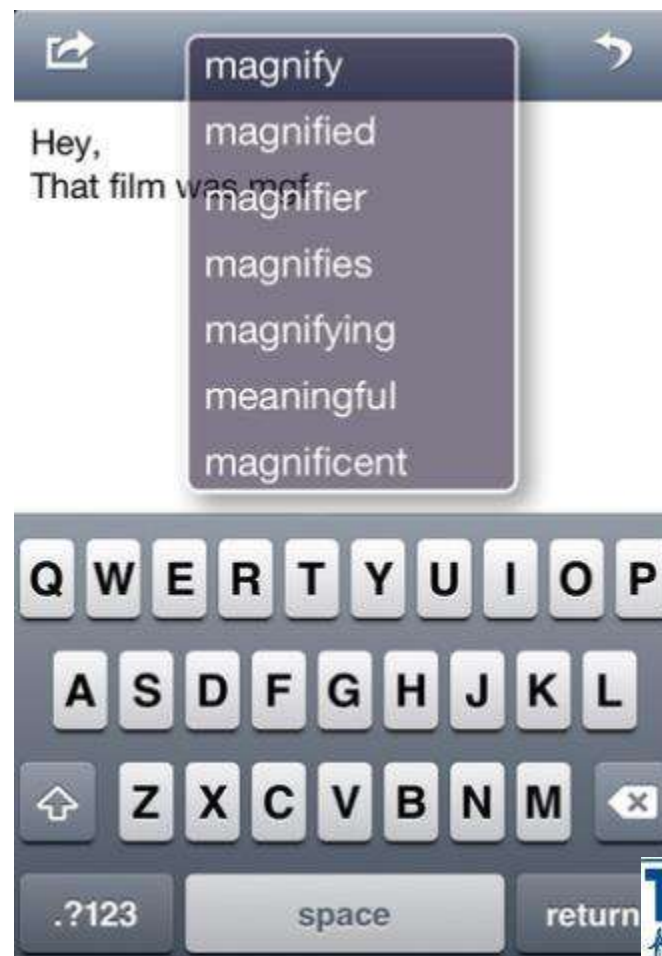 magnify
Hey,
magnified
That film was mgf
magnifier
magnifies
magnifying
meaningful
magnificent
Q W E R T Y U I O P
A S D F G H J K L
Z X C V B N M
.?123 space return